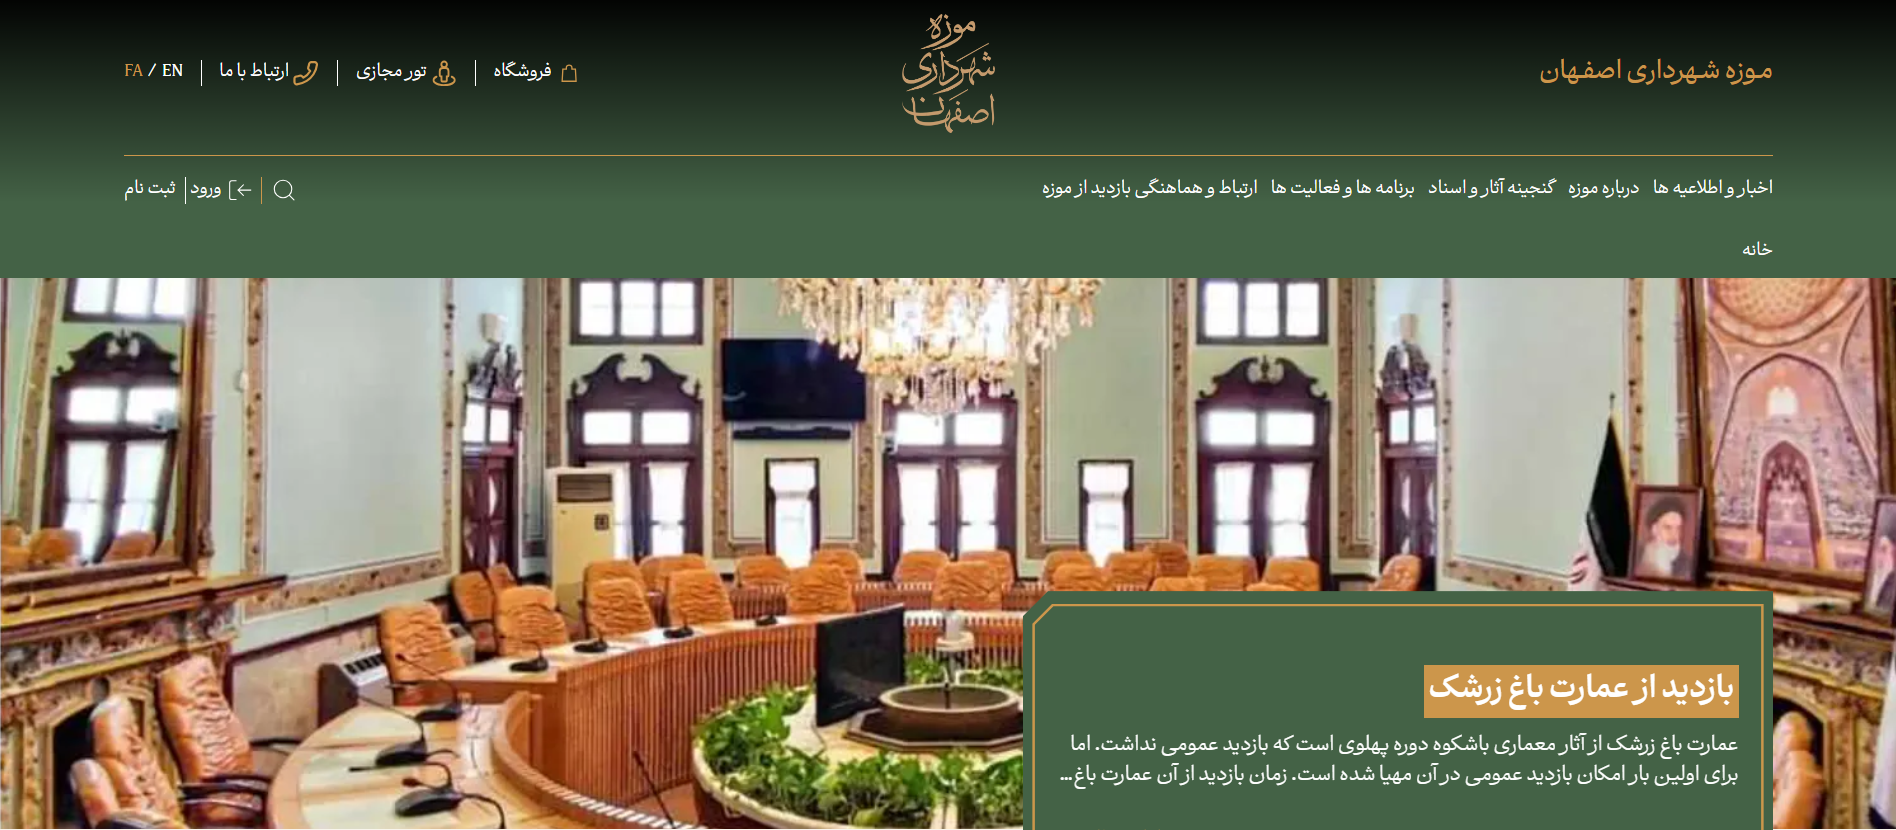 موزه شهرداری اصفهان
موزه
شهرداری
اصفهان
فروشگاه
تور مجازی
ارتباط با ما
FA / EN
اخبار و اطلاعیه ها
درباره موزه
گنجینه آثار و اسناد
برنامه ها و فعالیت ها
ارتباط و هماهنگی بازدید از موزه
ورود
ثبت نام
خانه
بازدید از عمارت باغ زرشک
عمارت باغ زرشک از آثار معماری باشکوه دوره پهلوی است که بازدید عمومی نداشت. اما
برای اولین بار امکان بازدید عمومی در آن مهیا شده است. زمان بازدید از آن عمارت باغ...